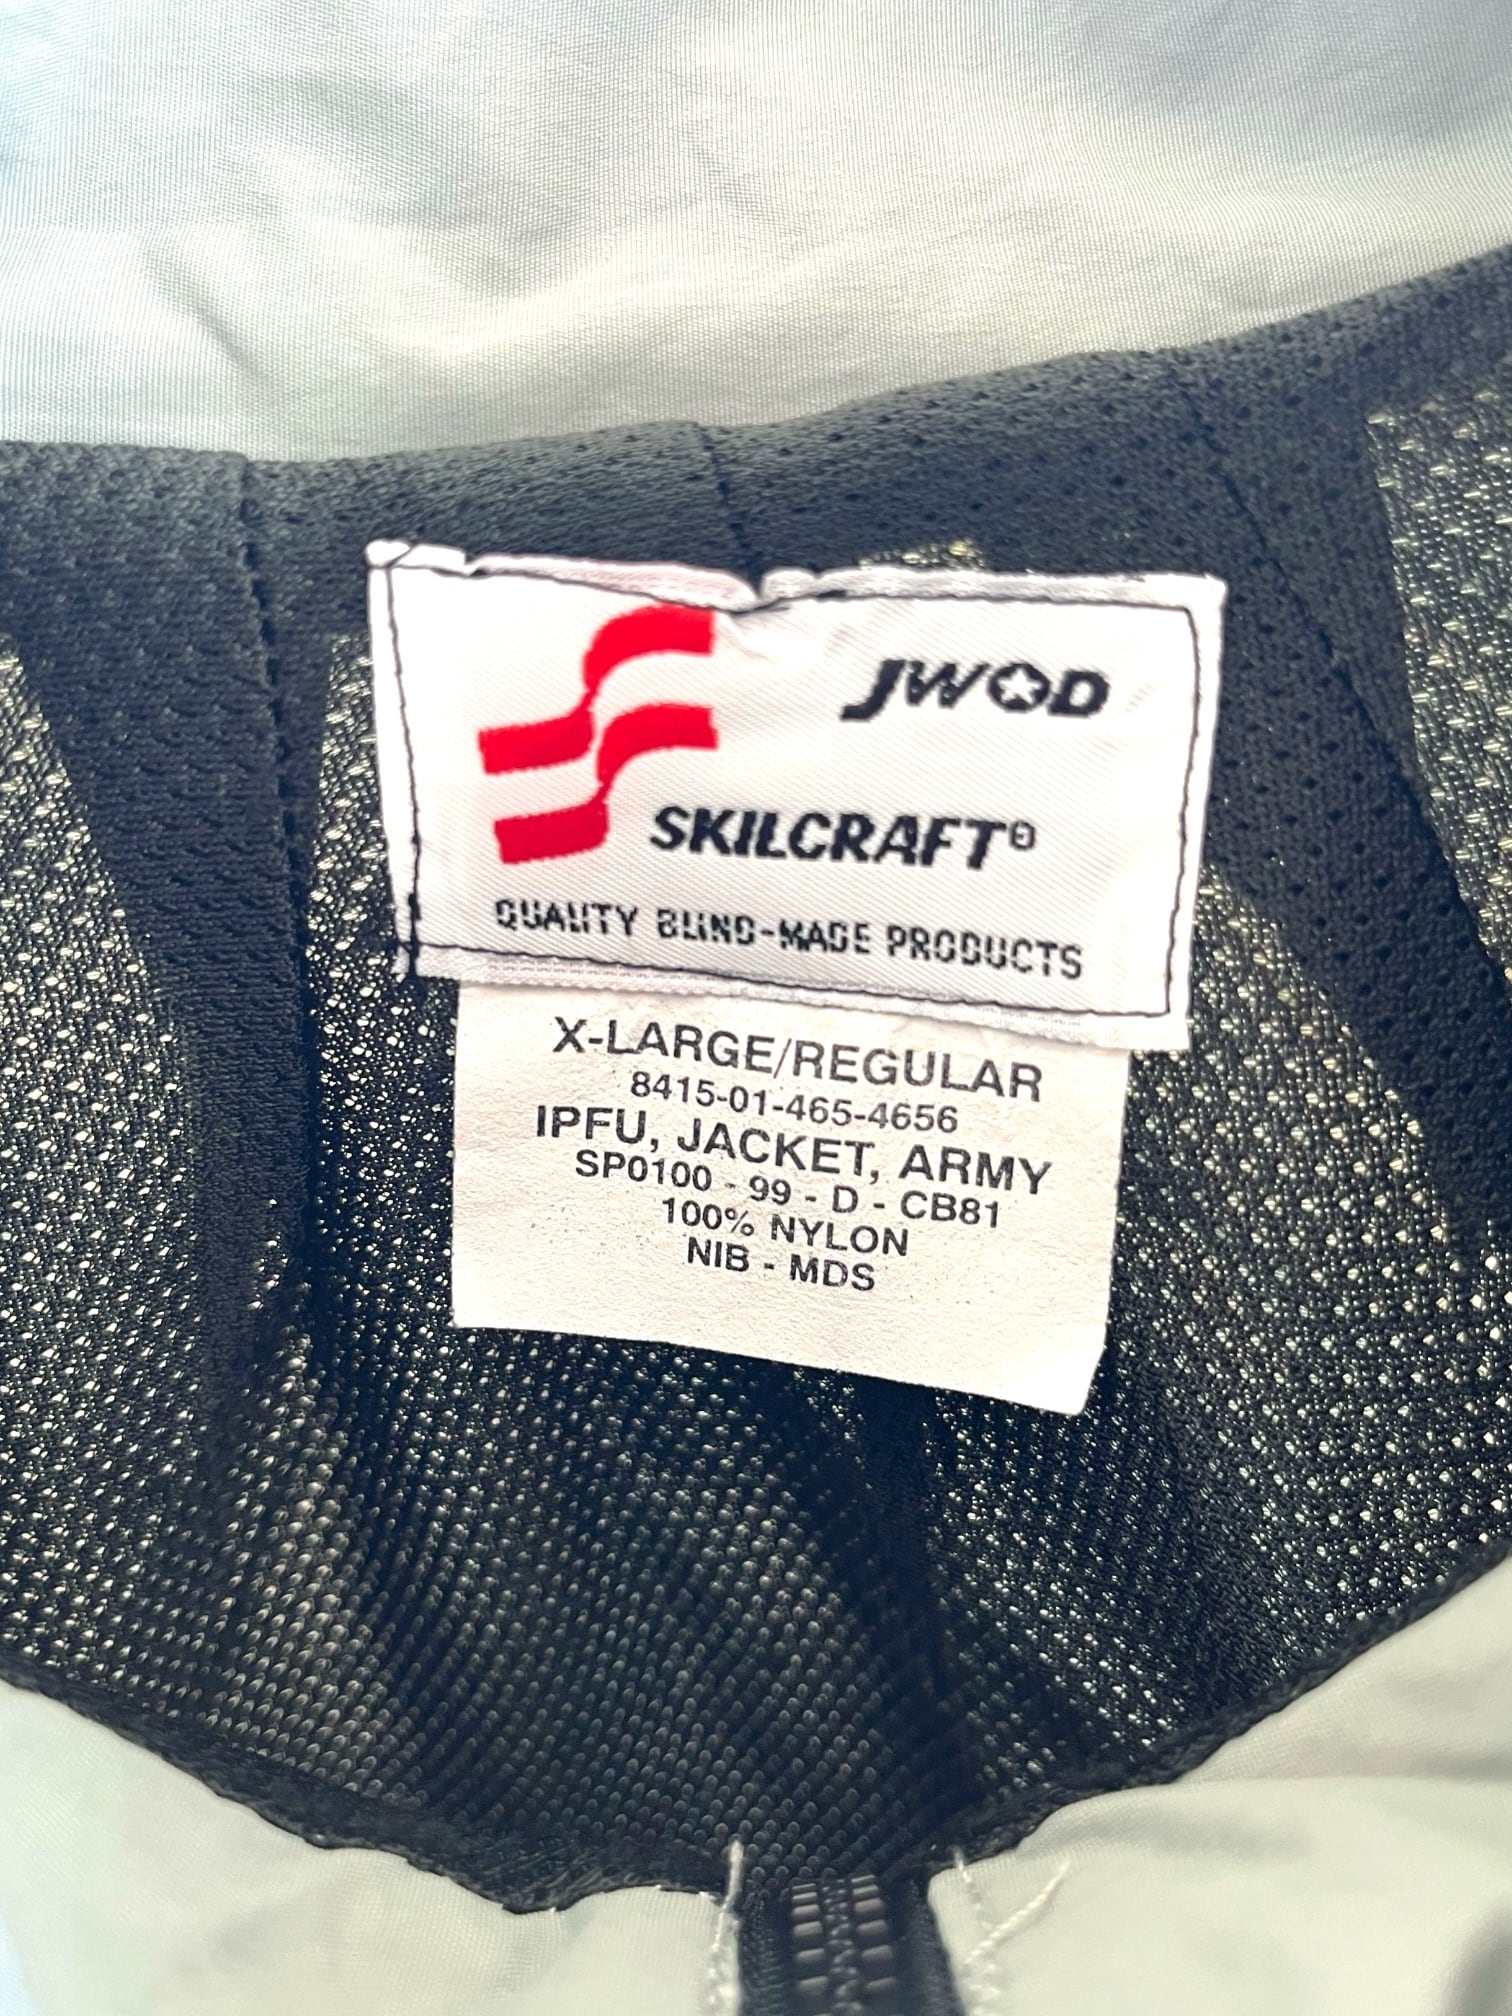 JWOD
SKILCRAFT®
QUALITY BLIND-MADE PRODUCTS
X-LARGE/REGULAR
8415-01-465-4656
IPFU, JACKET, ARMY
SP0100 - 99 - D - CB81
100% NYLON
NIB - MDS